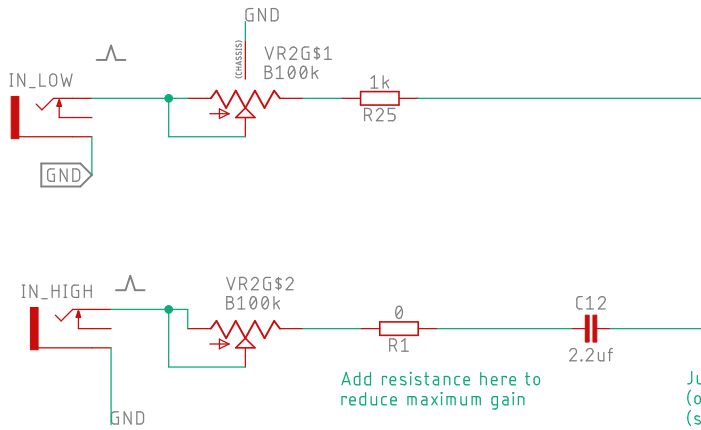 GND
(CHASSIS)
VR2G$1
B100k
IN_LOW
1k
R25
GND
VR2G$2
B100k
IN_HIGH
C12
0
R1
2.2uf
Add resistance here to
reduce maximum gain
GND